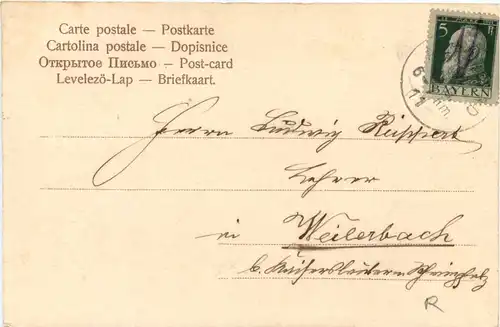 Carte postale — Postkarte
Cartolina postale — Dopisnice
Открытое Письмо — Post-card
Levelező-Lap — Briefkaart.
5
BAYERN
Herrn Ludwig Ruppert
Lehrer
in Weilerbach
b. Kaiserslautern Rheinpfalz
R